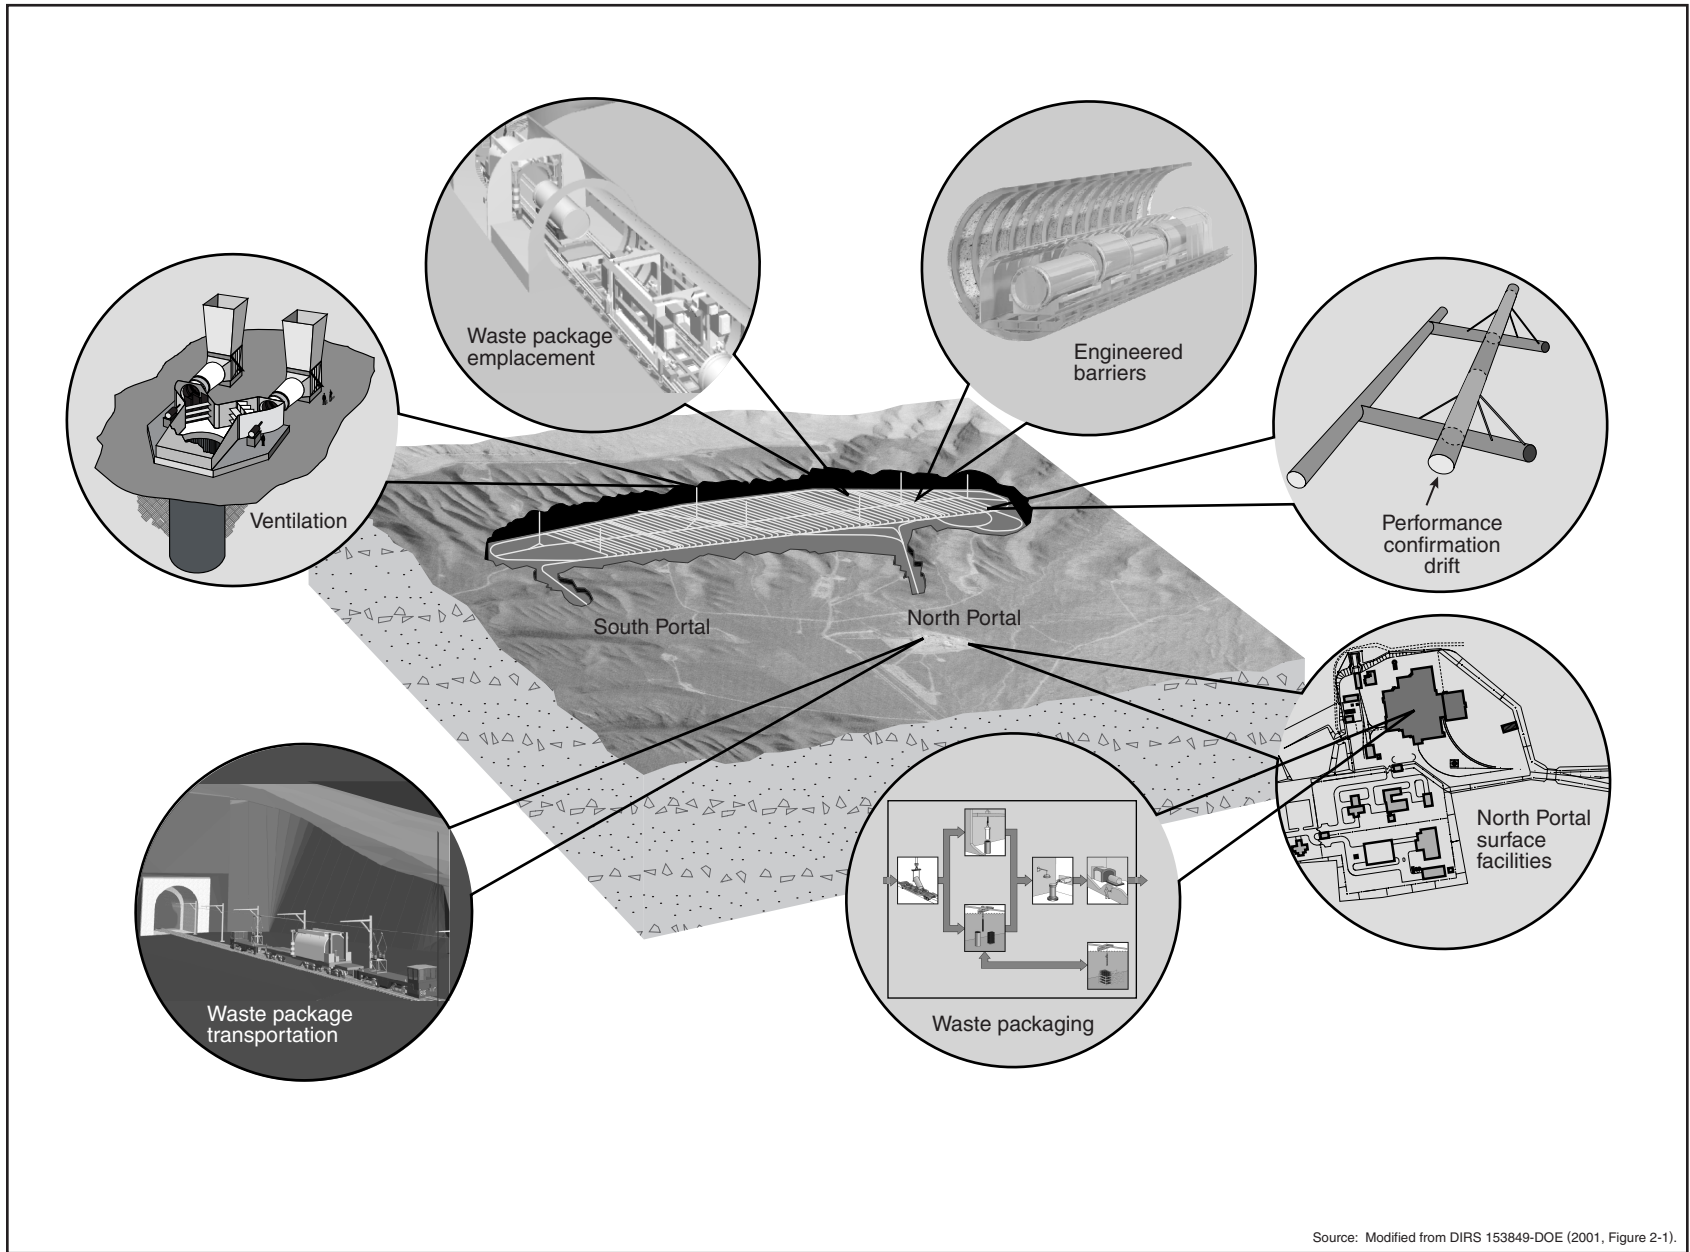 Waste package
emplacement
Engineered
barriers
Ventilation
Performance
confirmation
drift
South Portal
North Portal
North Portal
surface
facilities
Waste package
transportation
Waste packaging
Source: Modified from DIRS 153849-DOE (2001, Figure 2-1).